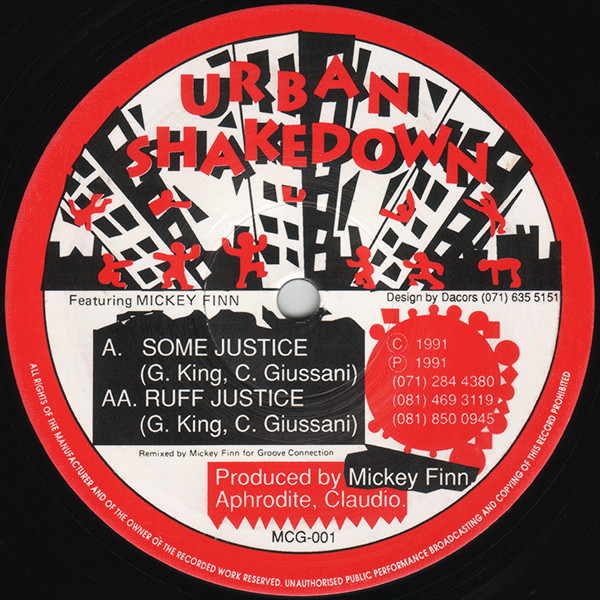 URBAN
SHAKEDOWN
Featuring MICKEY FINN
Design by Dacors (071) 635 5151
A. SOME JUSTICE
(G. King, C. Giussani)
AA. RUFF JUSTICE
(G. King, C. Giussani)
Remixed by Mickey Finn for Groove Connection
C 1991
P 1991
(071) 284 4380
(081) 469 3119
(081) 850 0945
Produced by Mickey Finn.
Aphrodite, Claudio.
MCG-001
ALL RIGHTS OF THE MANUFACTURER AND OF THE OWNER OF THE RECORDED WORK RESERVED. UNAUTHORISED PUBLIC PERFORMANCE BROADCASTING AND COPYING OF THIS RECORD PROHIBITED